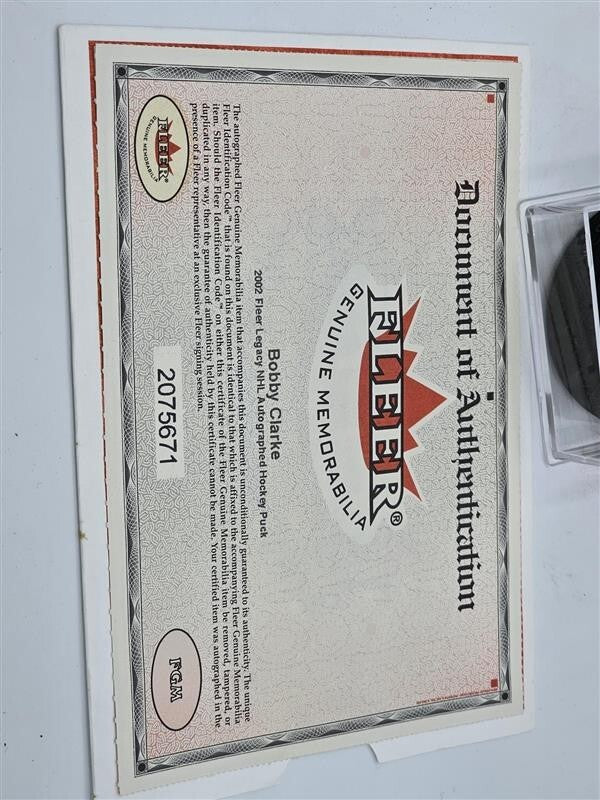 Document of Authentication
FLEER®
GENUINE MEMORABILIA
Bobby Clarke
2002 Fleer Legacy NHL Autographed Hockey Puck
The autographed Fleer Genuine Memorabilia item that accompanies this document is unconditionally guaranteed to its authenticity. The unique
Fleer Identification Code™ that is found on this document is identical to that which is affixed to the accompanying Fleer Genuine Memorabilia
item. Should the Fleer Identification Code™ on either this certificate of the Fleer Genuine Memorabilia item be removed, tampered, or
duplicated in any way, then the guarantee of authenticity held by this certificate cannot be made. Your certified item was autographed in the
presence of a Fleer representative at an exclusive Fleer signing session.
FLEER®
GENUINE MEMORABILIA
2075671
FGM